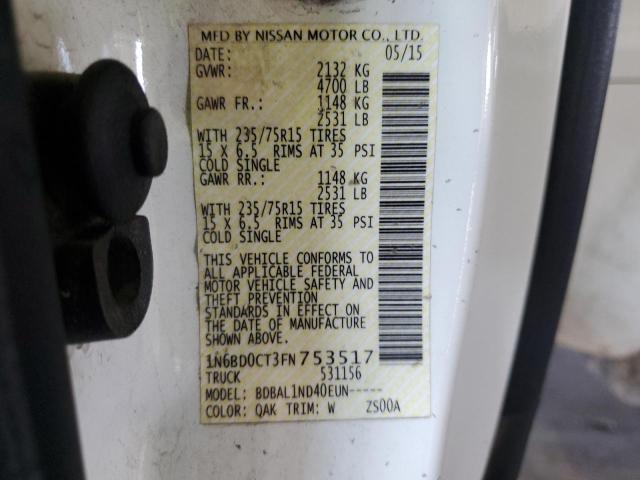 MFD BY NISSAN MOTOR CO., LTD.
DATE: 05/15
GVWR: 2132 KG
4700 LB
GAWR FR.: 1148 KG
2531 LB
WITH 235/75R15 TIRES
15 X 6.5 RIMS AT 35 PSI
COLD SINGLE
GAWR RR.: 1148 KG
2531 LB
WITH 235/75R15 TIRES
15 X 6.5 RIMS AT 35 PSI
COLD SINGLE
THIS VEHICLE CONFORMS TO
ALL APPLICABLE FEDERAL
MOTOR VEHICLE SAFETY AND
THEFT PREVENTION
STANDARDS IN EFFECT ON
THE DATE OF MANUFACTURE
SHOWN ABOVE.
1N6BD0CT3FN753517
TRUCK 531156
MODEL: BDBAL1ND40EUN-----
COLOR: QAK TRIM: W ZS00A